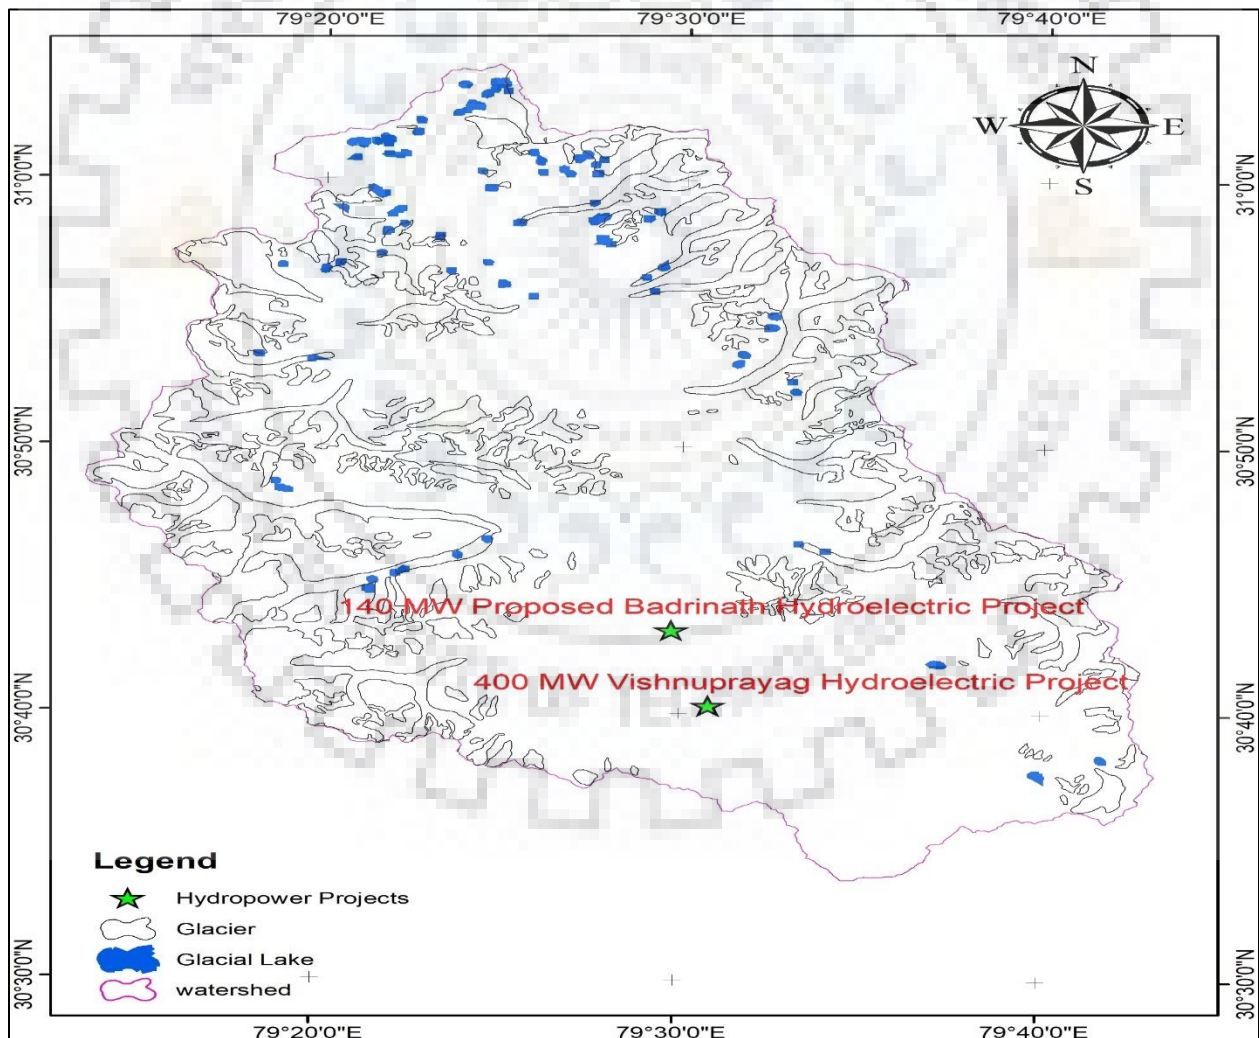 79°20'0"E 79°30'0"E 79°40'0"E
N
W E
S
31°0'0"N 31°0'0"N
30°50'0"N 30°50'0"N
140 MW Proposed Badrinath Hydroelectric Project
400 MW Vishnuprayag Hydroelectric Project
30°40'0"N 30°40'0"N
Legend
Hydropower Projects
Glacier
Glacial Lake
watershed
30°30'0"N 30°30'0"N
79°20'0"E 79°30'0"E 79°40'0"E